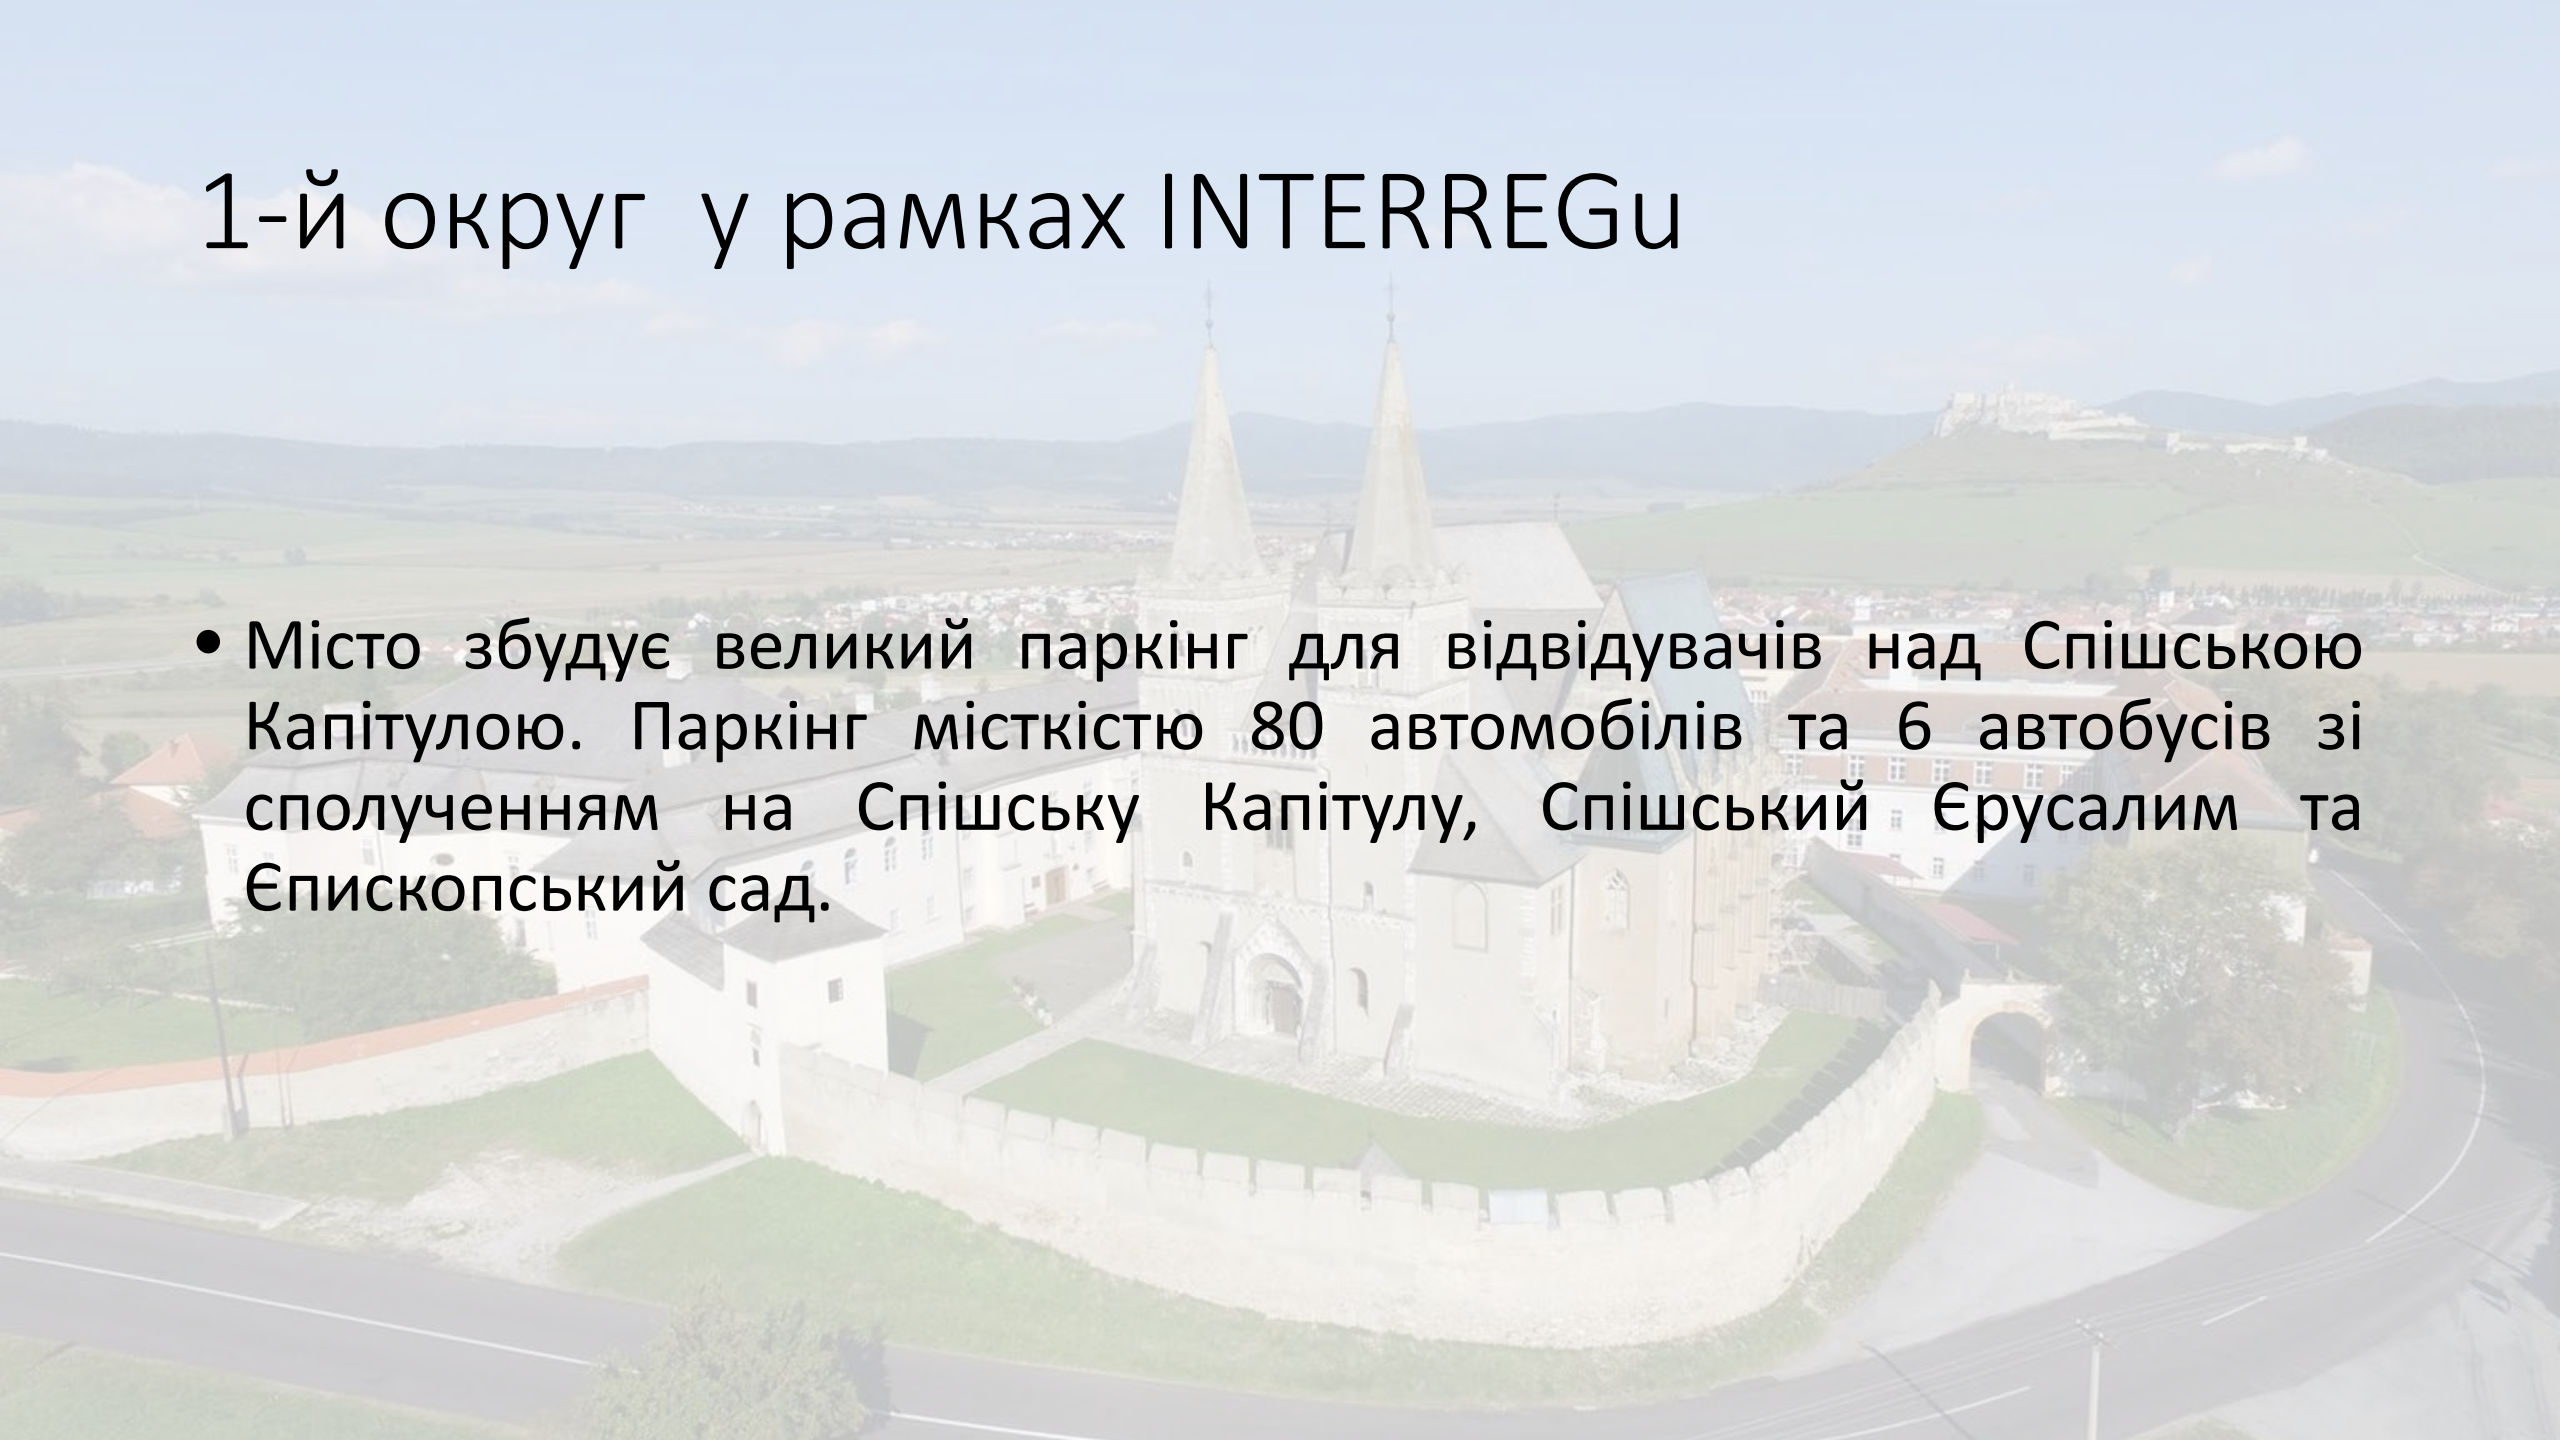 1-й округ  у рамках INTERREGu
• Місто збудує великий паркінг для відвідувачів над Спішською
Капітулою. Паркінг місткістю 80 автомобілів та 6 автобусів зі
сполученням на Спішську Капітулу, Спішський Єрусалим та
Єпископський сад.